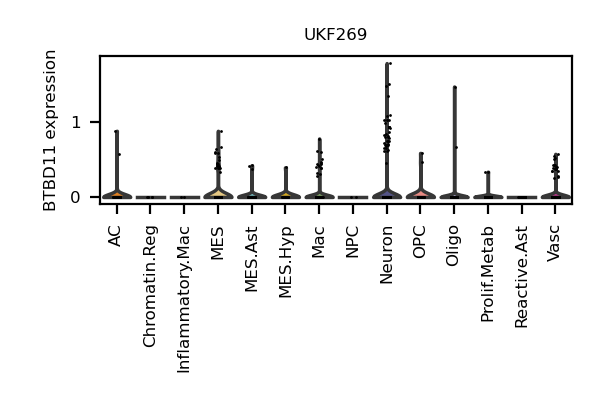 UKF269
BTBD11 expression
1
0
AC
Chromatin.Reg
Inflammatory.Mac
MES
MES.Ast
MES.Hyp
Mac
NPC
Neuron
OPC
Oligo
Prolif.Metab
Reactive.Ast
Vasc